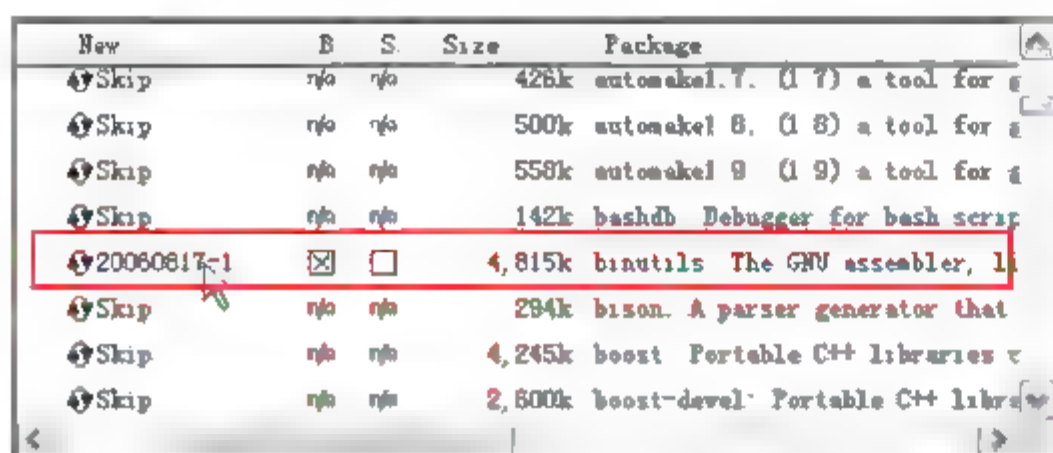 New B S. Size Package
Skip n/a n/a 426k automake1.7. (1 7) a tool for g
Skip n/a n/a 500k automake1 8. (1 8) a tool for g
Skip n/a n/a 558k automake1 9 (1 9) a tool for g
Skip n/a n/a 142k bashdb Debugger for bash scrip
20060817-1 4,815k binutils The GNU assembler, li
Skip n/a n/a 294k bison. A parser generator that
Skip n/a n/a 4,245k boost Portable C++ libraries
Skip n/a n/a boost-devel Portable C++ libra